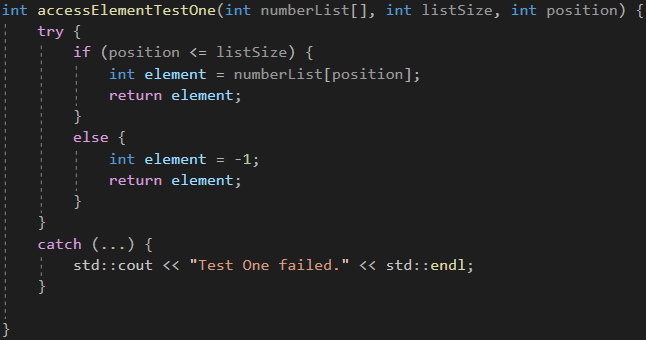 int accessElementTestOne(int numberList[], int listSize, int position) {
try {
if (position <= listSize) {
int element = numberList[position];
return element;
}
else {
int element = -1;
return element;
}
}
catch (...) {
std::cout << "Test One failed." << std::endl;
}
}